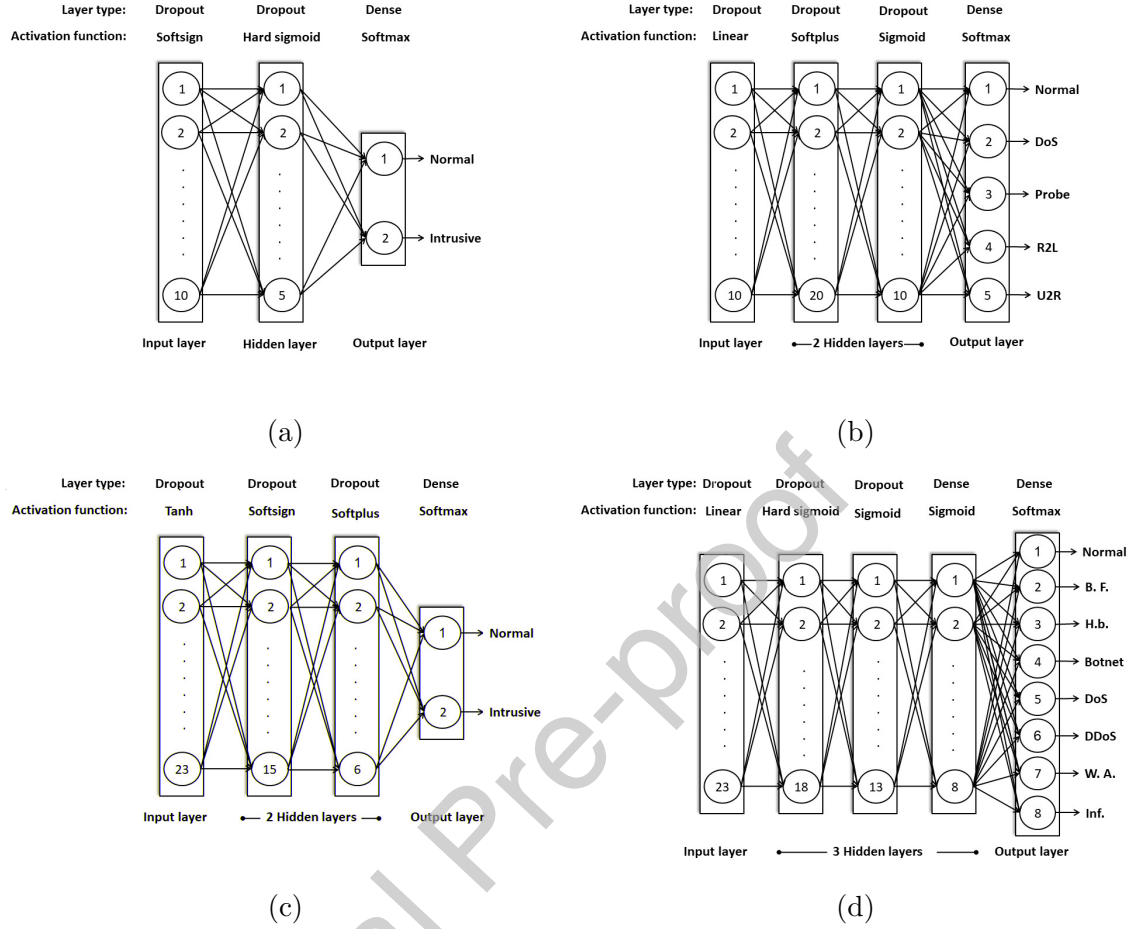 Layer type: Dropout Dropout Dense
Activation function: Softsign Hard sigmoid Softmax
1 1
2 2
1 Normal
2 Intrusive
10 5
Input layer Hidden layer Output layer
(a)
Layer type: Dropout Dropout Dropout Dense
Activation function: Linear Softplus Sigmoid Softmax
1 1 1 1 Normal
2 2 2 2 DoS
3 Probe
4 R2L
10 20 10 5 U2R
Input layer 2 Hidden layers Output layer
(b)
Layer type: Dropout Dropout Dropout Dense
Activation function: Tanh Softsign Softplus Softmax
1 1 1
2 2 2
1 Normal
2 Intrusive
23 15 6
Input layer 2 Hidden layers Output layer
(c)
Layer type: Dropout Dropout Dropout Dense Dense
Activation function: Linear Hard sigmoid Sigmoid Sigmoid Softmax
1 Normal
1 1 1 1 2 B. F.
2 2 2 2 3 H.b.
4 Botnet
5 DoS
6 DDoS
23 18 13 8 7 W. A.
8 Inf.
Input layer 3 Hidden layers Output layer
(d)
al Pre-proof